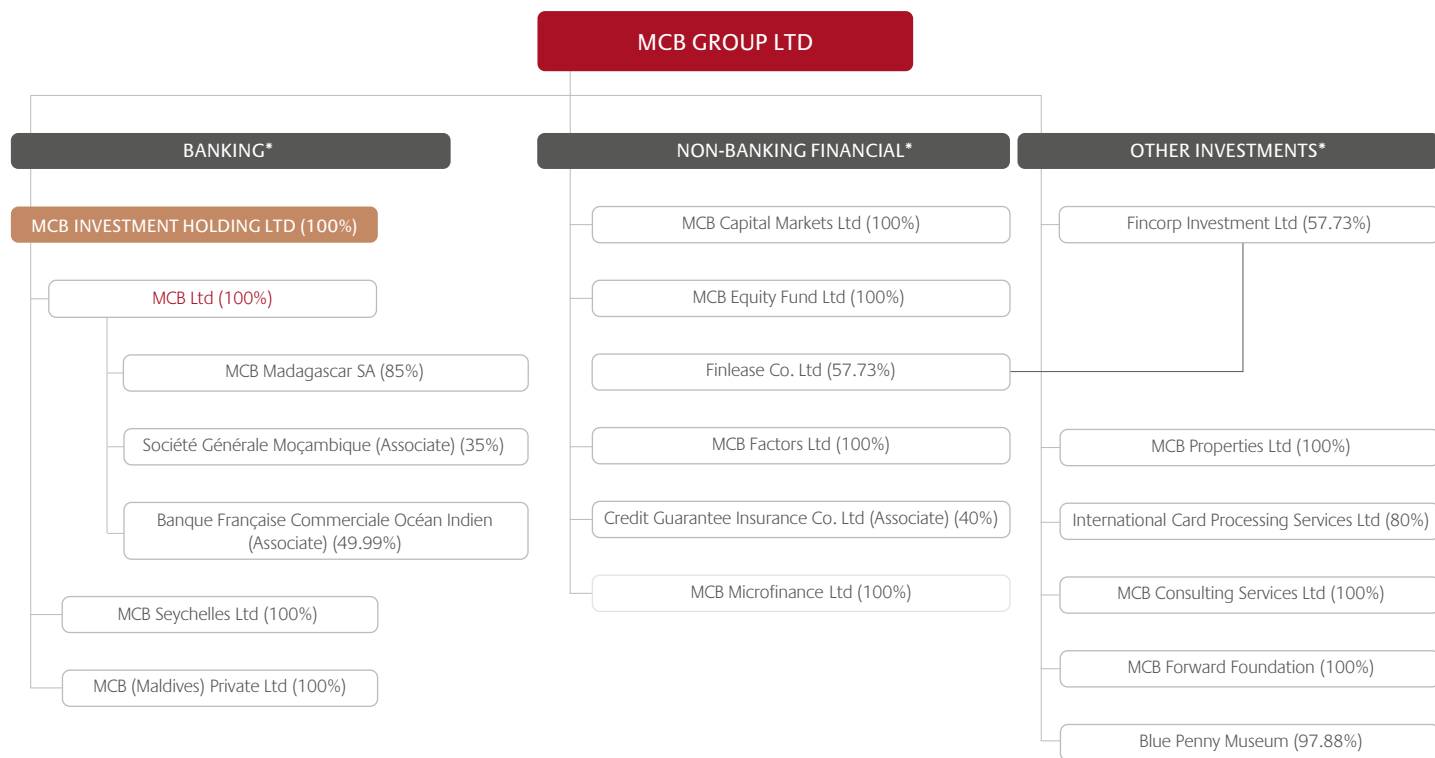 MCB GROUP LTD
BANKING*
MCB INVESTMENT HOLDING LTD (100%)
MCB Ltd (100%)
MCB Madagascar SA (85%)
Société Générale Moçambique (Associate) (35%)
Banque Française Commerciale Océan Indien
(Associate) (49.99%)
MCB Seychelles Ltd (100%)
MCB (Maldives) Private Ltd (100%)
NON-BANKING FINANCIAL*
MCB Capital Markets Ltd (100%)
MCB Equity Fund Ltd (100%)
Finlease Co. Ltd (57.73%)
MCB Factors Ltd (100%)
Credit Guarantee Insurance Co. Ltd (Associate) (40%)
MCB Microfinance Ltd (100%)
OTHER INVESTMENTS*
Fincorp Investment Ltd (57.73%)
MCB Properties Ltd (100%)
International Card Processing Services Ltd (80%)
MCB Consulting Services Ltd (100%)
MCB Forward Foundation (100%)
Blue Penny Museum (97.88%)